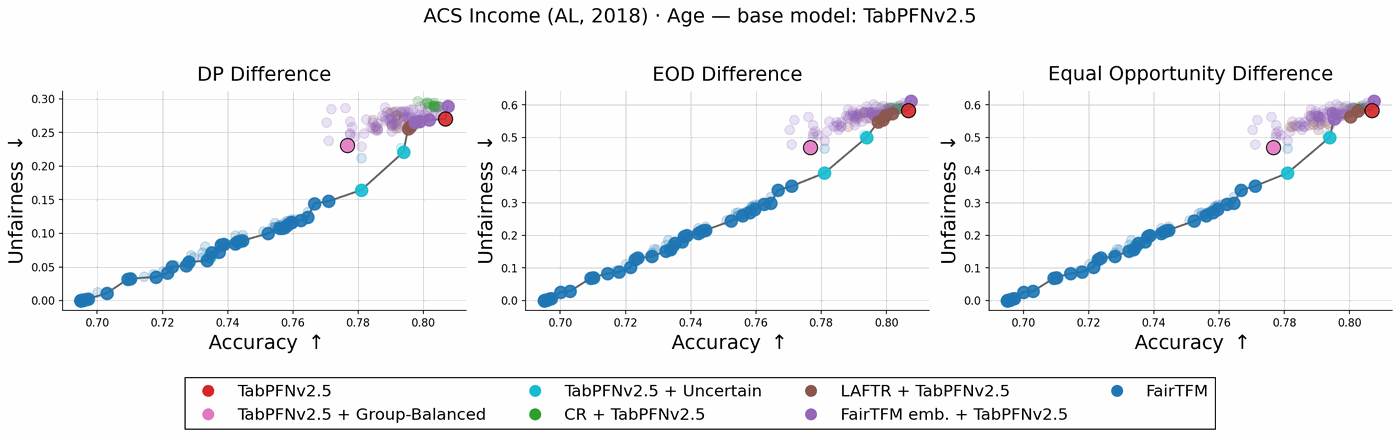 ACS Income (AL, 2018) · Age — base model: TabPFNv2.5
DP Difference
EOD Difference
Equal Opportunity Difference
Unfairness ↓
0.30
0.25
0.20
0.15
0.10
0.05
0.00
0.70 0.72 0.74 0.76 0.78 0.80
Accuracy ↑
Unfairness ↓
0.6
0.5
0.4
0.3
0.2
0.1
0.0
0.70 0.72 0.74 0.76 0.78 0.80
Accuracy ↑
Unfairness ↓
0.6
0.5
0.4
0.3
0.2
0.1
0.0
0.70 0.72 0.74 0.76 0.78 0.80
Accuracy ↑
TabPFNv2.5
TabPFNv2.5 + Group-Balanced
TabPFNv2.5 + Uncertain
CR + TabPFNv2.5
LAFTR + TabPFNv2.5
FairTFM emb. + TabPFNv2.5
FairTFM